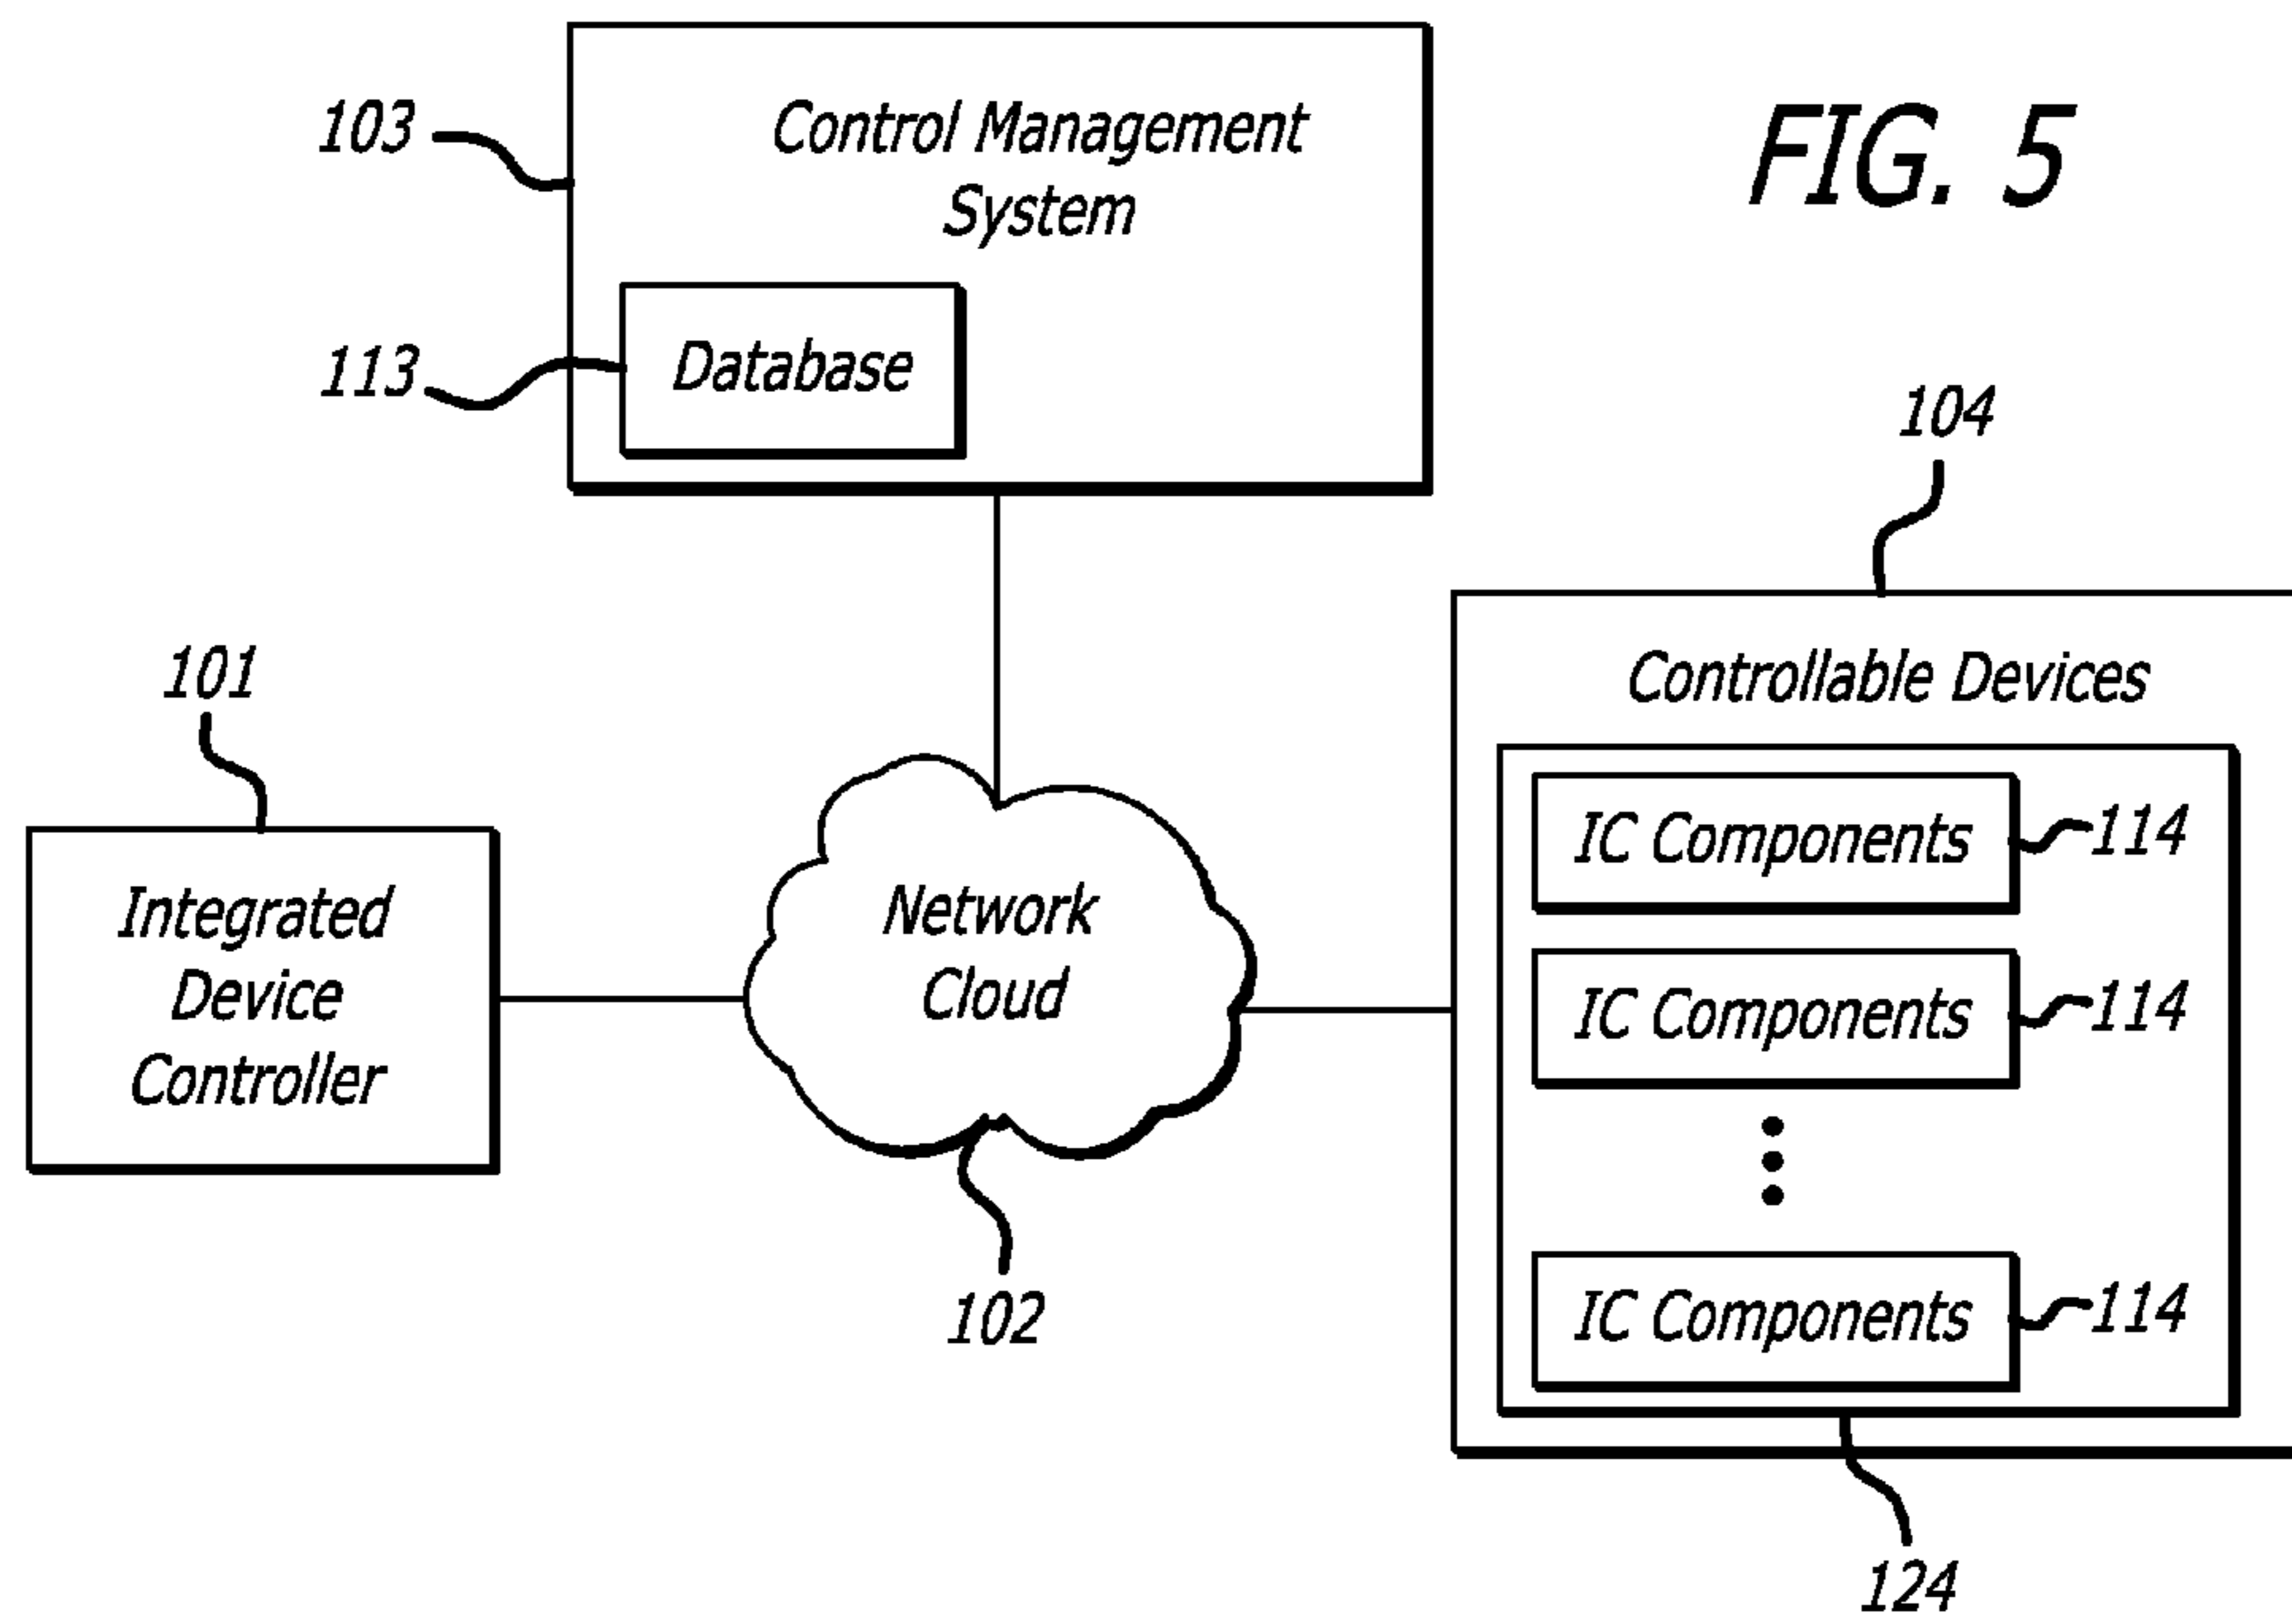 FIG. 5
103
Control Management
System
113
Database
104
101
Controllable Devices
Integrated
Device
Controller
Network
Cloud
102
IC Components
114
IC Components
114
IC Components
114
124